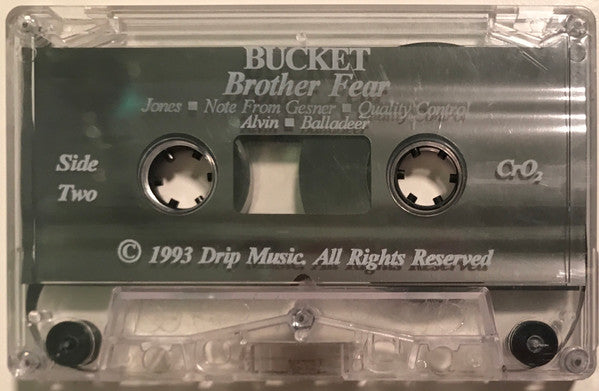 BUCKET
Brother Fear
Jones ■ Note From Gesner ■ Quality Control
Alvin ■ Balladeer
Side
Two
CrO₂
© 1993 Drip Music. All Rights Reserved